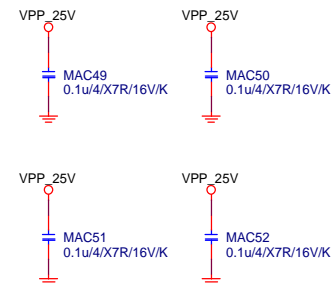 VPP_25V
MAC49
0.1u/4/X7R/16V/K
VPP_25V
MAC50
0.1u/4/X7R/16V/K
VPP_25V
MAC51
0.1u/4/X7R/16V/K
VPP_25V
MAC52
0.1u/4/X7R/16V/K